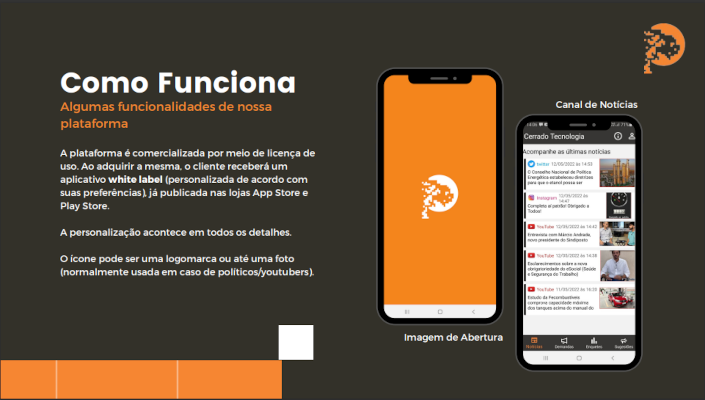 Como Funciona
Algumas funcionalidades de nossa
plataforma
A plataforma é comercializada por meio de licença de
uso. Ao adquirir a mesma, o cliente receberá um
aplicativo white label (personalizada de acordo com
suas preferências), já publicada nas lojas App Store e
Play Store.
A personalização acontece em todos os detalhes.
O ícone pode ser uma logomarca ou até uma foto
(normalmente usada em caso de políticos/youtubers).
Imagem de Abertura
Canal de Notícias
Cerrado Tecnologia
Acompanhe as últimas notícias
twitter 12/05/2022 às 14:53
O Conselho Nacional de Política
Energética estabeleceu diretrizes
para que o etanol possa ser
Instagram 12/05/2022 às
14:47
Completa aí patrão! Obrigado a
Todos!
YouTube 12/05/2022 às 14:42
Entrevista com Márcio Andrade,
novo presidente do Sindiposto
YouTube 12/05/2022 às 14:38
Esclarecimentos sobre a nova
obrigatoriedade do eSocial (Saúde
e Segurança do Trabalho)
YouTube 11/05/2022 às 16:20
Estudo da Fecombustíveis
comprova capacidade máxima
dos tanques acima do manual do
Notícias Demandas Enquetes Sugestões